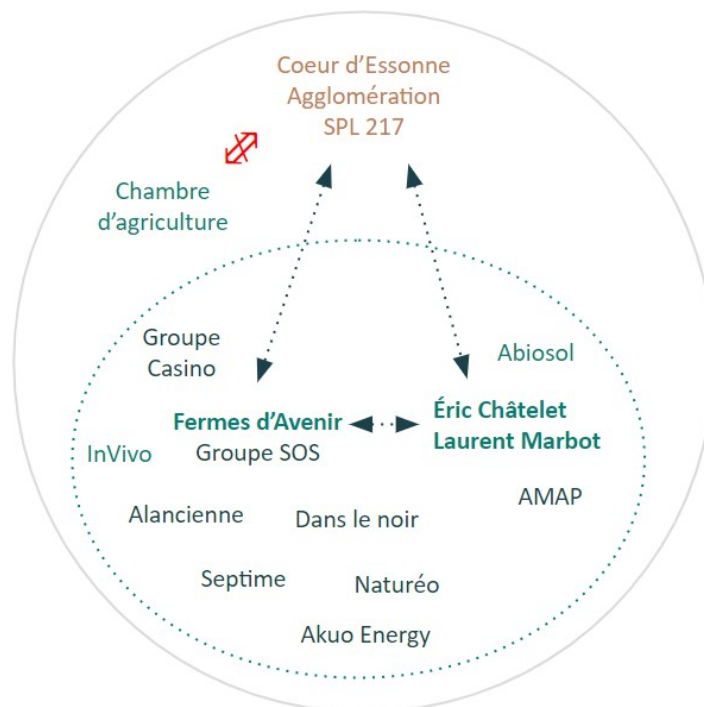 Coeur d'Essonne
Agglomération
SPL 217
Chambre
d'agriculture
Groupe
Casino
Abiosol
Fermes d'Avenir
Groupe SOS
Éric Châtelet
Laurent Marbot
InVivo
AMAP
Alancienne
Dans le noir
Septime
Naturéo
Akuo Energy